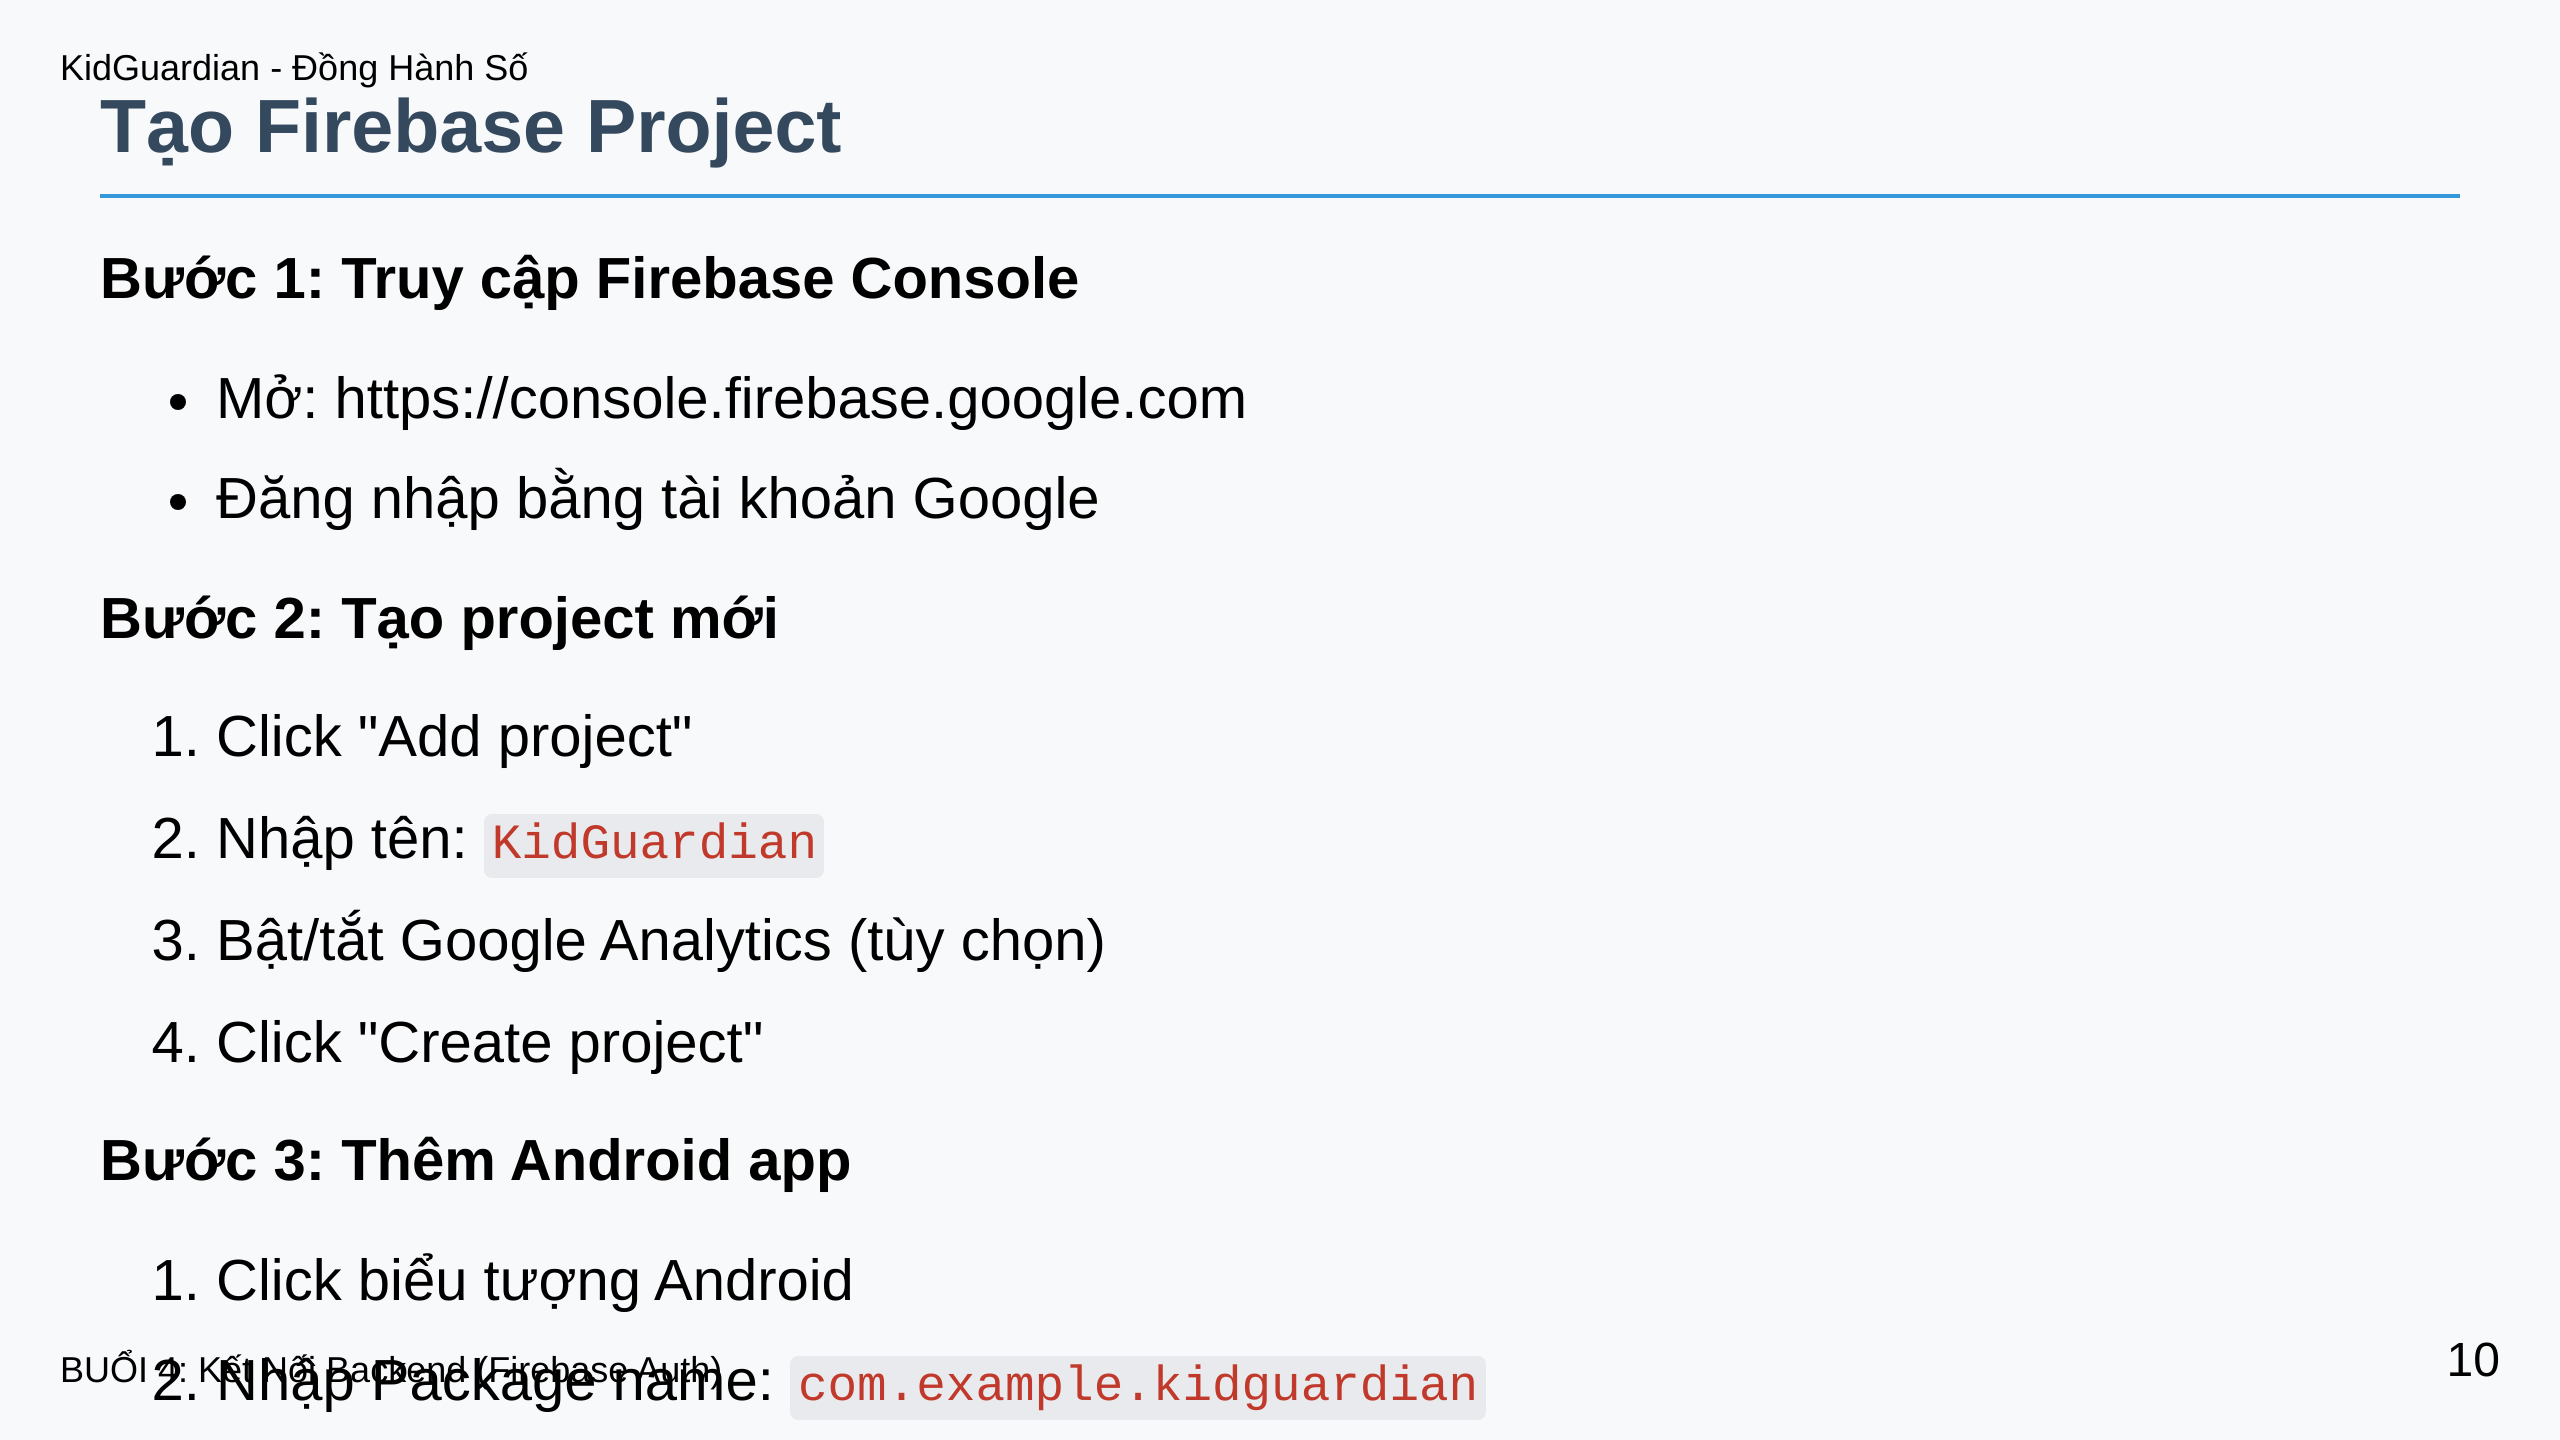 KidGuardian - Đồng Hành Số
Tạo Firebase Project
Bước 1: Truy cập Firebase Console
• Mở: https://console.firebase.google.com
• Đăng nhập bằng tài khoản Google
Bước 2: Tạo project mới
1. Click "Add project"
2. Nhập tên: KidGuardian
3. Bật/tắt Google Analytics (tùy chọn)
4. Click "Create project"
Bước 3: Thêm Android app
1. Click biểu tượng Android
2. Nhập Package name: com.example.kidguardian
BUỔI 4: Kết Nối Backend (Firebase Auth)
10